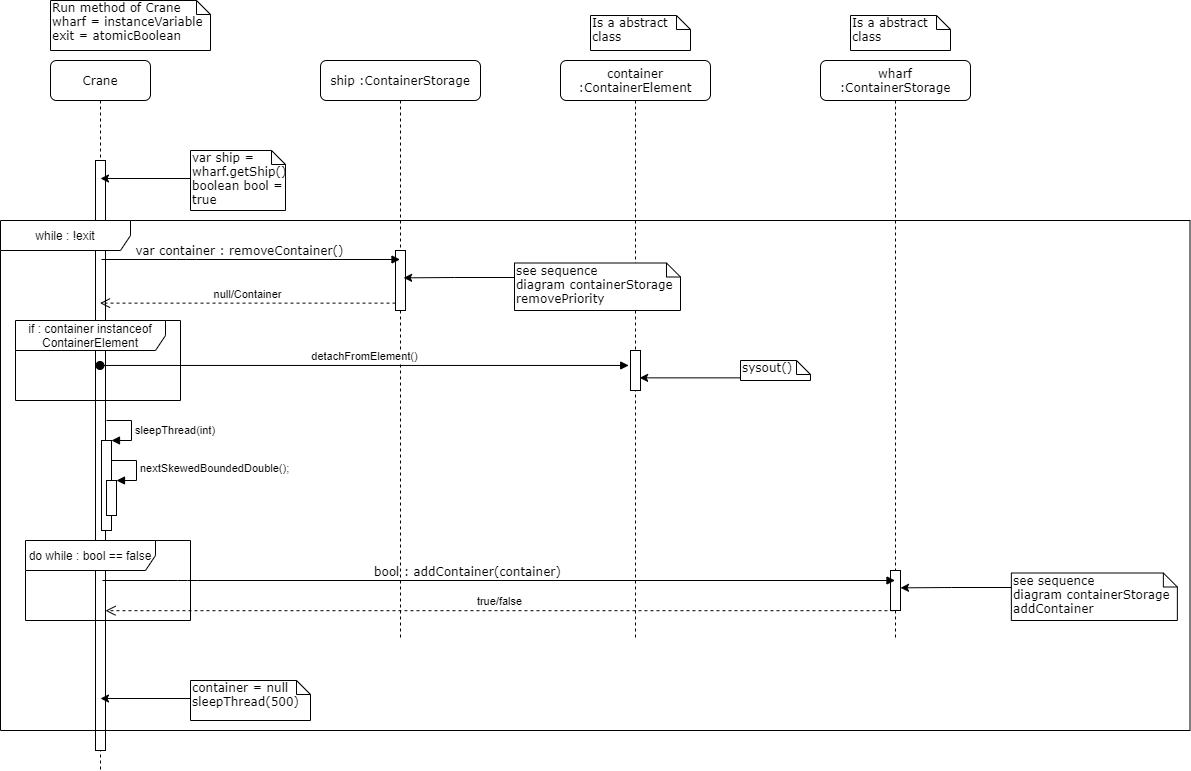 Run method of Crane
wharf = instanceVariable
exit = atomicBoolean
Is a abstract
class
Is a abstract
class
Crane
ship :ContainerStorage
container
:ContainerElement
wharf
:ContainerStorage
var ship =
wharf.getShip()
boolean bool =
true
while : !exit
var container : removeContainer()
see sequence
diagram containerStorage
removePriority
null/Container
if : container instanceof
ContainerElement
detachFromElement()
sysout()
sleepThread(int)
nextSkewedBoundedDouble();
do while : bool == false
bool : addContainer(container)
see sequence
diagram containerStorage
addContainer
true/false
container = null
sleepThread(500)